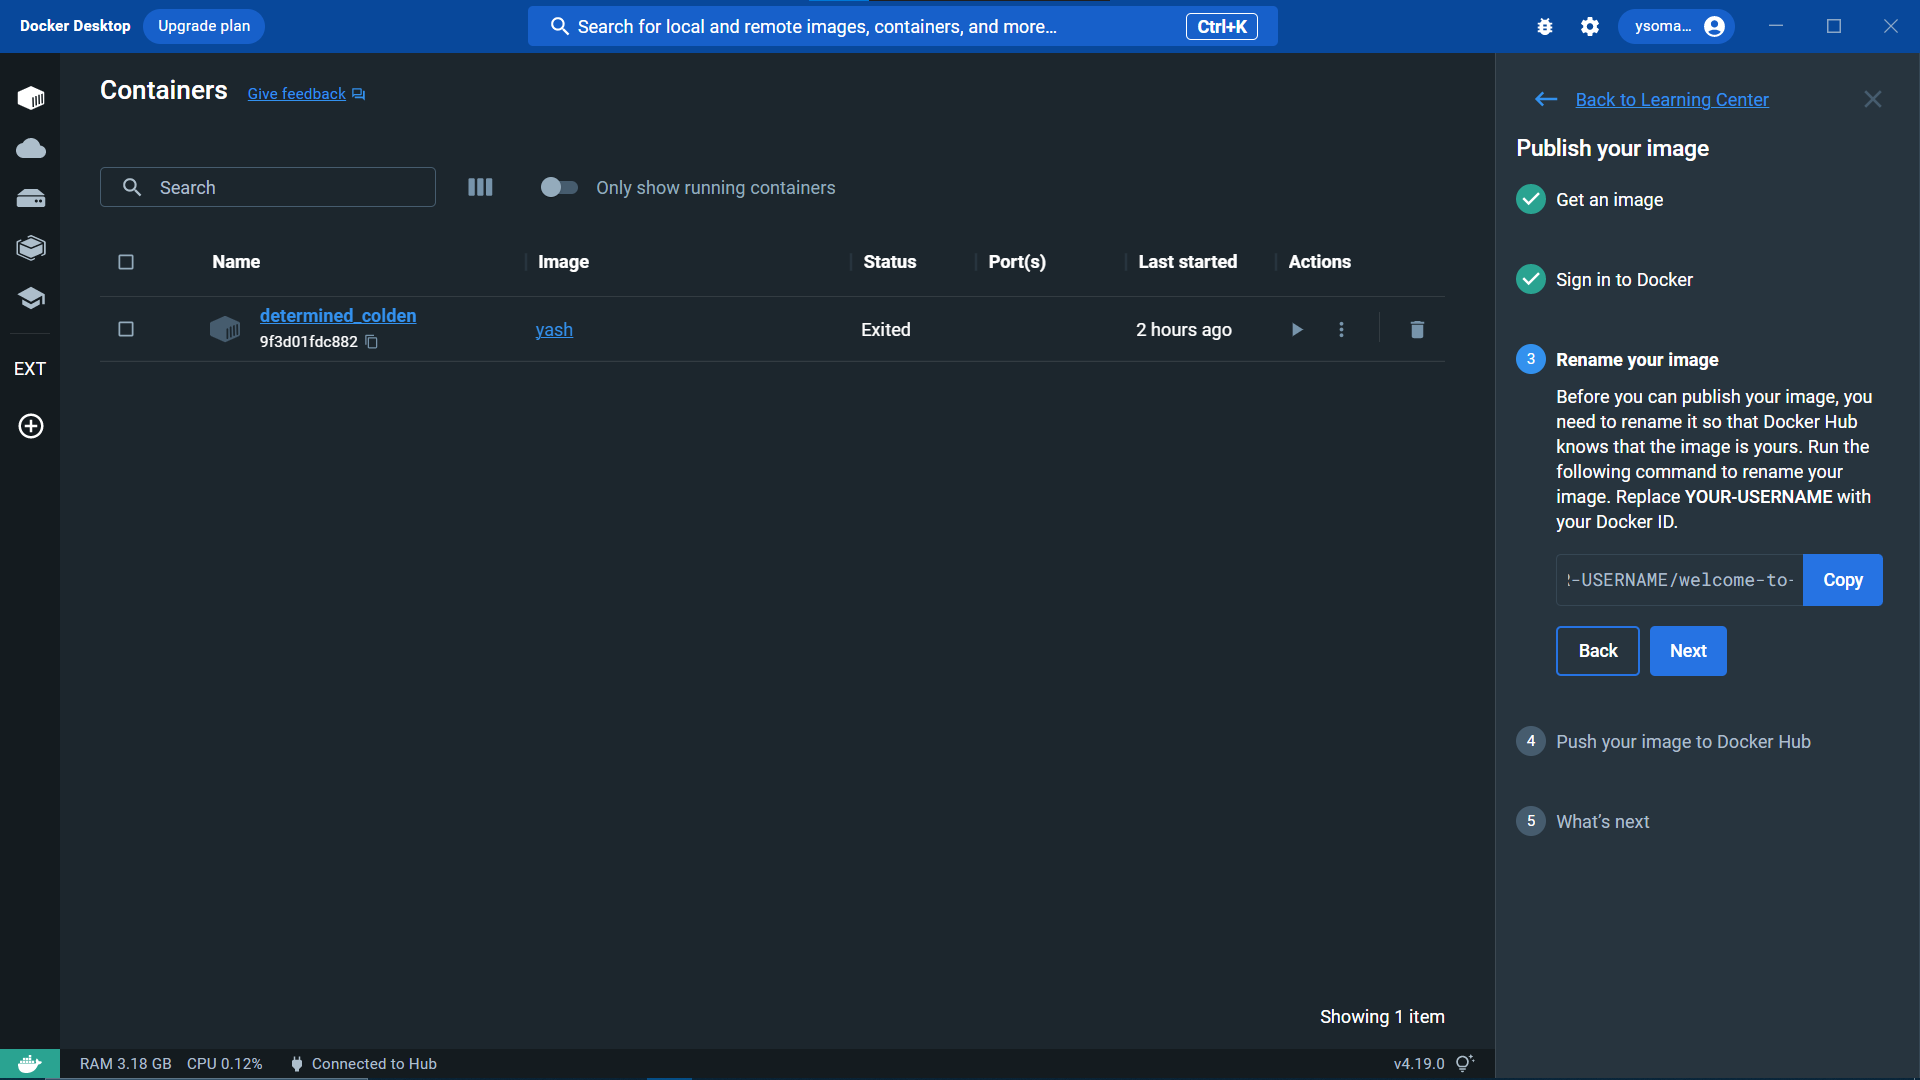 Docker Desktop
Upgrade plan
Search for local and remote images, containers, and more...
Ctrl+K
ysoma...
Containers
Give feedback
Search
Only show running containers
Name
Image
Status
Port(s)
Last started
Actions
determined_colden
9f3d01fdc882
yash
Exited
2 hours ago
EXT
Showing 1 item
Back to Learning Center
Publish your image
Get an image
Sign in to Docker
3
Rename your image
Before you can publish your image, you
need to rename it so that Docker Hub
knows that the image is yours. Run the
following command to rename your
image. Replace YOUR-USERNAME with
your Docker ID.
-USERNAME/welcome-to-
Copy
Back
Next
4
Push your image to Docker Hub
5
What’s next
RAM 3.18 GB
CPU 0.12%
Connected to Hub
v4.19.0